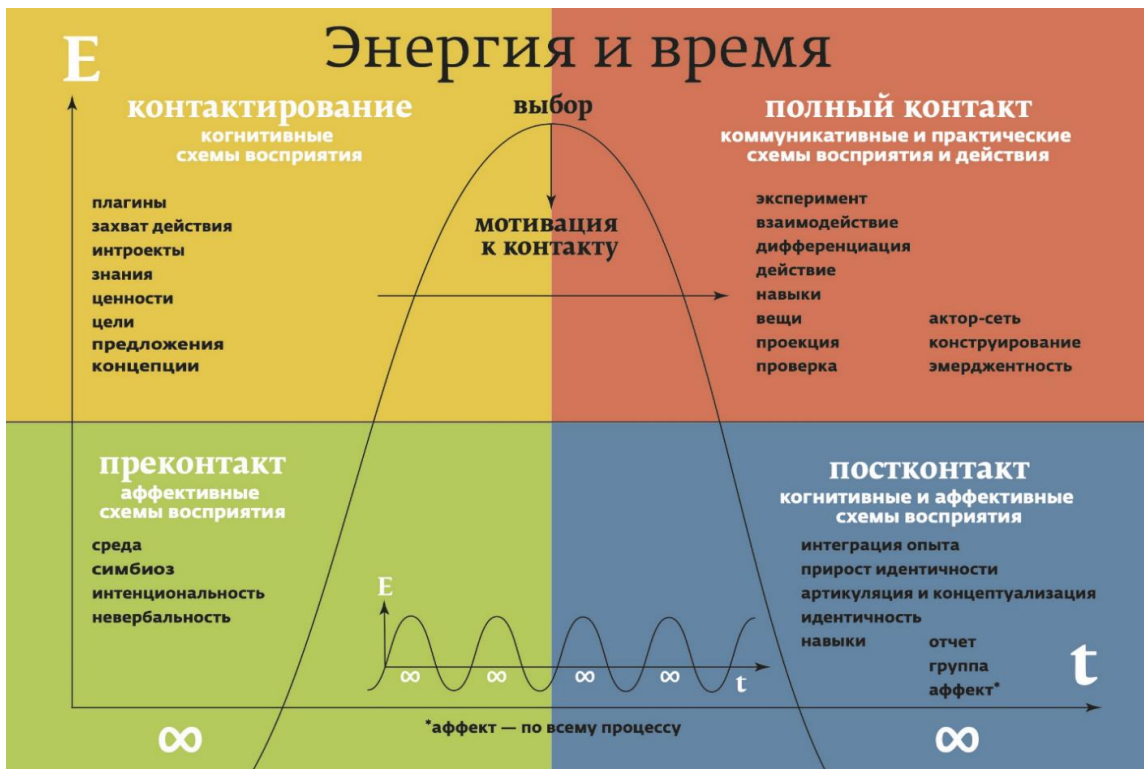 Энергия и время
E
контактирование
когнитивные
схемы восприятия
плагины
захват действия
интроекты
знания
ценности
цели
предложения
концепции
выбор
мотивация
к контакту
полный контакт
коммуникативные и практические
схемы восприятия и действия
эксперимент
взаимодействие
дифференциация
действие
навыки
вещи
проекция
проверка
актор-сеть
конструирование
эмерджентность
преконтакт
аффективные
схемы восприятия
среда
симбиоз
интенциональность
невербальность
E
∞ ∞ ∞ ∞
t
постконтакт
когнитивные и аффективные
схемы восприятия
интеграция опыта
прирост идентичности
артикуляция и концептуализация
идентичность
навыки
отчет
группа
аффект*
t
∞
*аффект — по всему процессу
∞